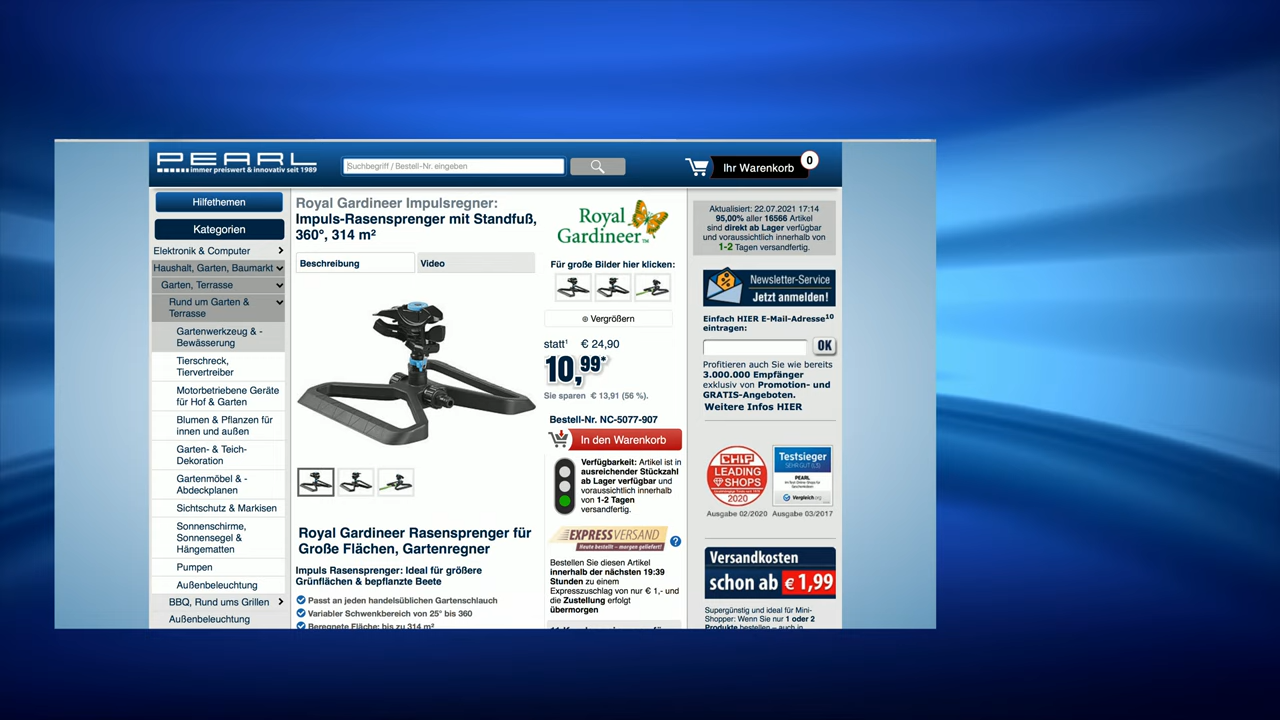 PEARL
immer preiswert & innovativ seit 1989
Suchbegriff / Bestell-Nr. eingeben
Ihr Warenkorb
0
Hilfethemen
Kategorien
Elektronik & Computer
Haushalt, Garten, Baumarkt
Garten, Terrasse
Rund um Garten &
Terrasse
Gartenwerkzeug & -
Bewässerung
Tierschreck,
Tiervertreiber
Motorbetriebene Geräte
für Hof & Garten
Blumen & Pflanzen für
innen und außen
Garten- & Teich-
Dekoration
Gartenmöbel & -
Abdeckplanen
Sichtschutz & Markisen
Sonnenschirme,
Sonnensegel &
Hängematten
Pumpen
Außenbeleuchtung
BBQ, Rund ums Grillen
Außenbeleuchtung
Royal Gardineer Impulsregner:
Impuls-Rasensprenger mit Standfuß,
360°, 314 m²
Beschreibung
Video
Royal Gardineer Rasensprenger für
Große Flächen, Gartenregner
Impuls Rasensprenger: Ideal für größere
Grünflächen & bepflanzte Beete
Passt an jeden handelsüblichen Gartenschlauch
Variabler Schwenkbereich von 25° bis 360
Beregnete Fläche: bis zu 314 m²
Royal
Gardineer™
Für große Bilder hier klicken:
Vergrößern
statt¹ € 24,90
10,99*
Sie sparen € 13,91 (56 %).
Bestell-Nr. NC-5077-907
In den Warenkorb
Verfügbarkeit: Artikel ist in
ausreichender Stückzahl
ab Lager verfügbar und
voraussichtlich innerhalb
von 1-2 Tagen
versandfertig.
EXPRESSVERSAND
Heute bestellt – morgen geliefert!
?
Bestellen Sie diesen Artikel
innerhalb der nächsten 19:39
Stunden zu einem
Expresszuschlag von nur € 1,- und
die Zustellung erfolgt
übermorgen
Aktualisiert: 22.07.2021 17:14
95,00% aller 16566 Artikel
sind direkt ab Lager verfügbar
und voraussichtlich innerhalb von
1-2 Tagen versandfertig.
Newsletter-Service
Jetzt anmelden!
Einfach HIER E-Mail-Adresse¹⁰
eintragen:
OK
Profitieren auch Sie wie bereits
3.000.000 Empfänger
exklusiv von Promotion- und
GRATIS-Angeboten.
Weitere Infos HIER
CHIP
LEADING
SHOPS
2020
Testsieger
SEHR GUT
PEARL
Vergleich.org
Ausgabe 02/2020
Ausgabe 03/2017
Versandkosten
schon ab € 1,99
Supergünstig und ideal für Mini-
Shopper: Wenn Sie nur 1 oder 2
Produkte bestellen – auch in